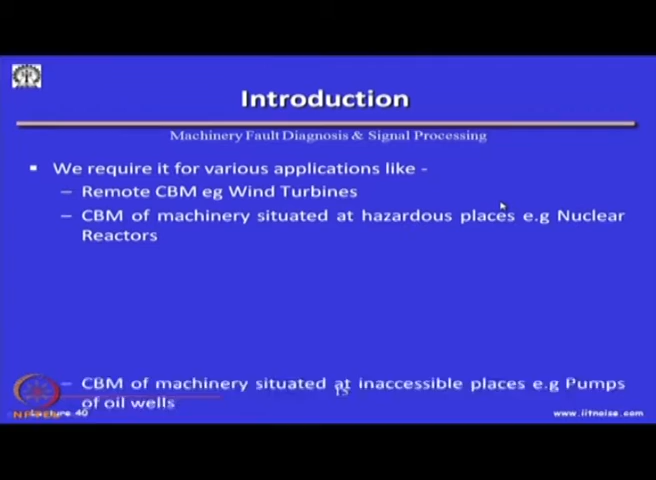 Introduction
Machinery Fault Diagnosis & Signal Processing
We require it for various applications like -
– Remote CBM eg Wind Turbines
– CBM of machinery situated at hazardous places e.g Nuclear
Reactors
– CBM of machinery situated at inaccessible places e.g Pumps
of oil wells
15
Lecture 40
www.iitnoise.com